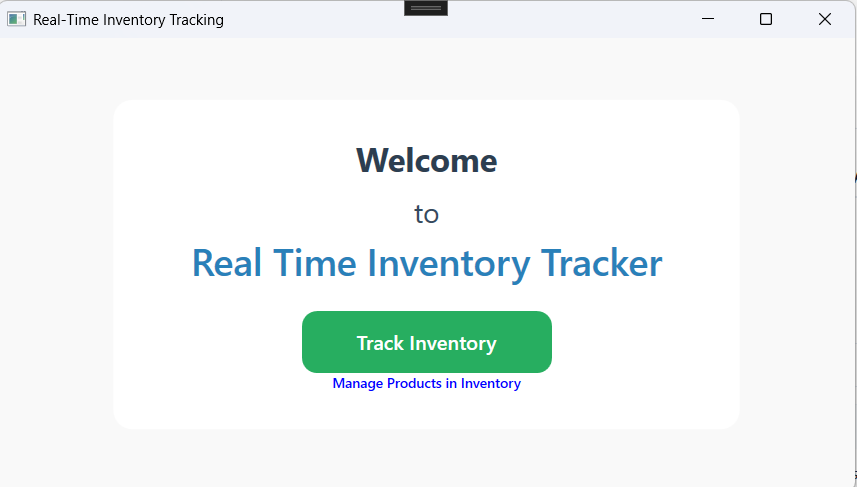 Real-Time Inventory Tracking
Welcome
to
Real Time Inventory Tracker
Track Inventory
Manage Products in Inventory